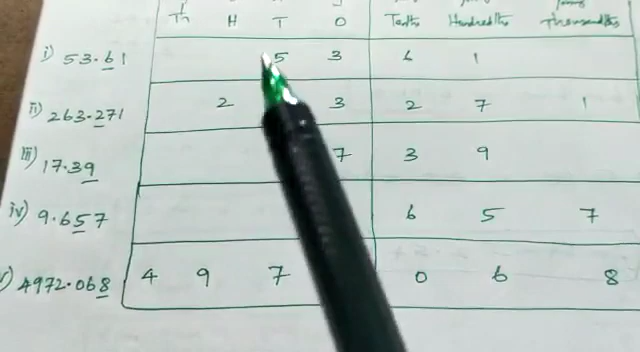 Th H T O Tenths Hundredths Thousandths
i) 53.61 5 3 6 1
ii) 263.271 2 3 2 7 1
iii) 17.39 7 3 9
iv) 9.657 6 5 7
4972.068 4 9 7 0 6 8